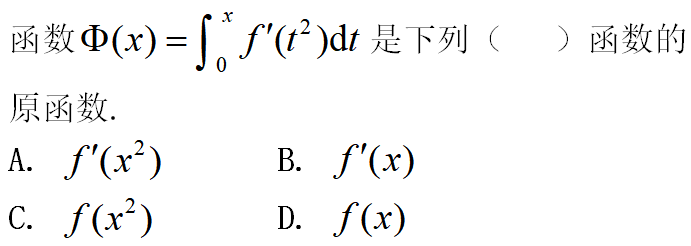 函数Φ(x)=∫₀ˣ f′(t²)dt 是下列（ ）函数的
原函数.
A. f′(x²) B. f′(x)
C. f(x²) D. f(x)